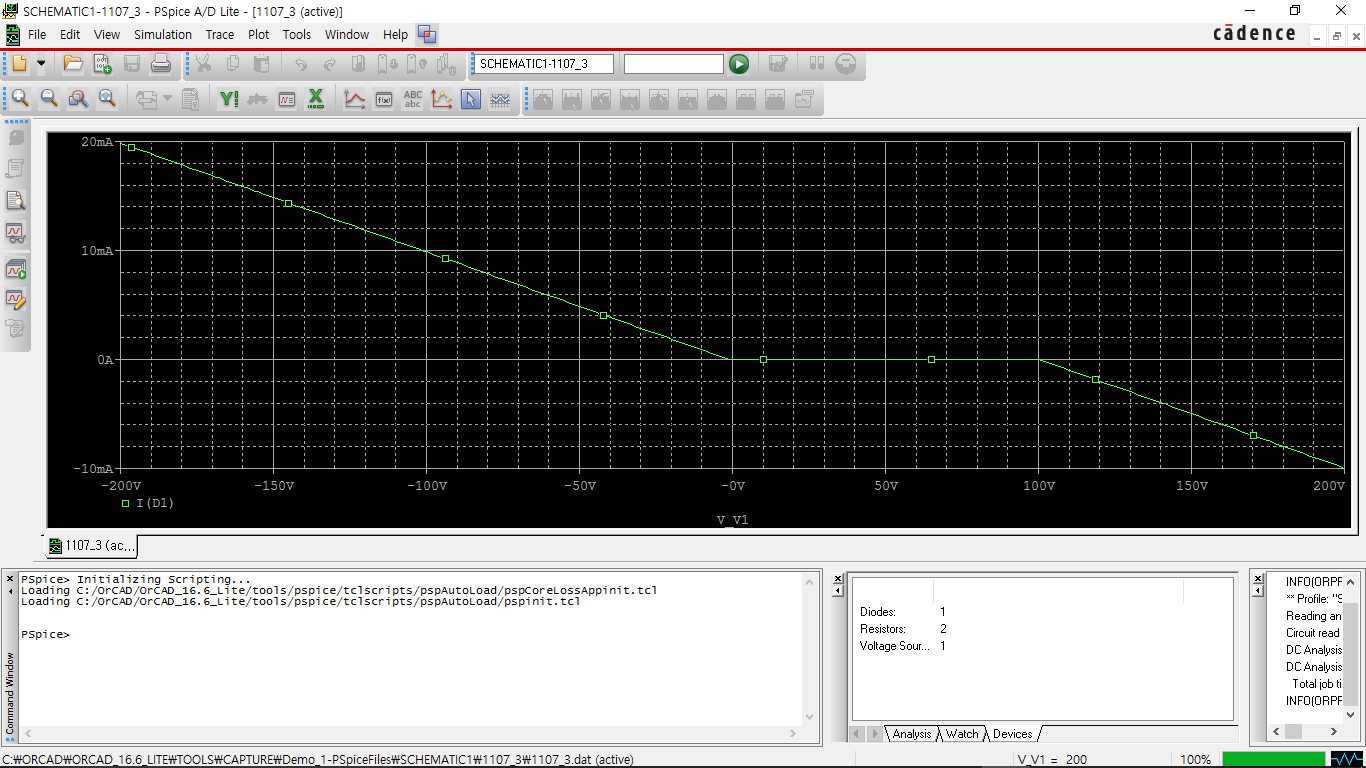 SCHEMATIC1-1107_3 - PSpice A/D Lite - [1107_3 (active)]
File Edit View Simulation Trace Plot Tools Window Help
cādence
SCHEMATIC1-1107_3
ABC
abc
20mA
10mA
0A
-10mA
-200V -150V -100V -50V -0V 50V 100V 150V 200V
I(D1)
V_V1
1107_3 (ac...
PSpice> Initializing Scripting...
Loading C:/OrCAD/OrCAD_16.6_Lite/tools/pspice/tclscripts/pspAutoLoad/pspCoreLossAppinit.tcl
Loading C:/OrCAD/OrCAD_16.6_Lite/tools/pspice/tclscripts/pspAutoLoad/pspinit.tcl
PSpice>
Command Window
Diodes: 1
Resistors: 2
Voltage Sour... 1
Analysis Watch Devices
INFO(ORPF
** Profile: "S
Reading an
Circuit read
DC Analysis
DC Analysis
Total job ti
INFO(ORPF
C:₩ORCAD₩ORCAD_16.6_LITE₩TOOLS₩CAPTURE₩Demo_1-PSpiceFiles₩SCHEMATIC1₩1107_3₩1107_3.dat (active)
V_V1 = 200
100%